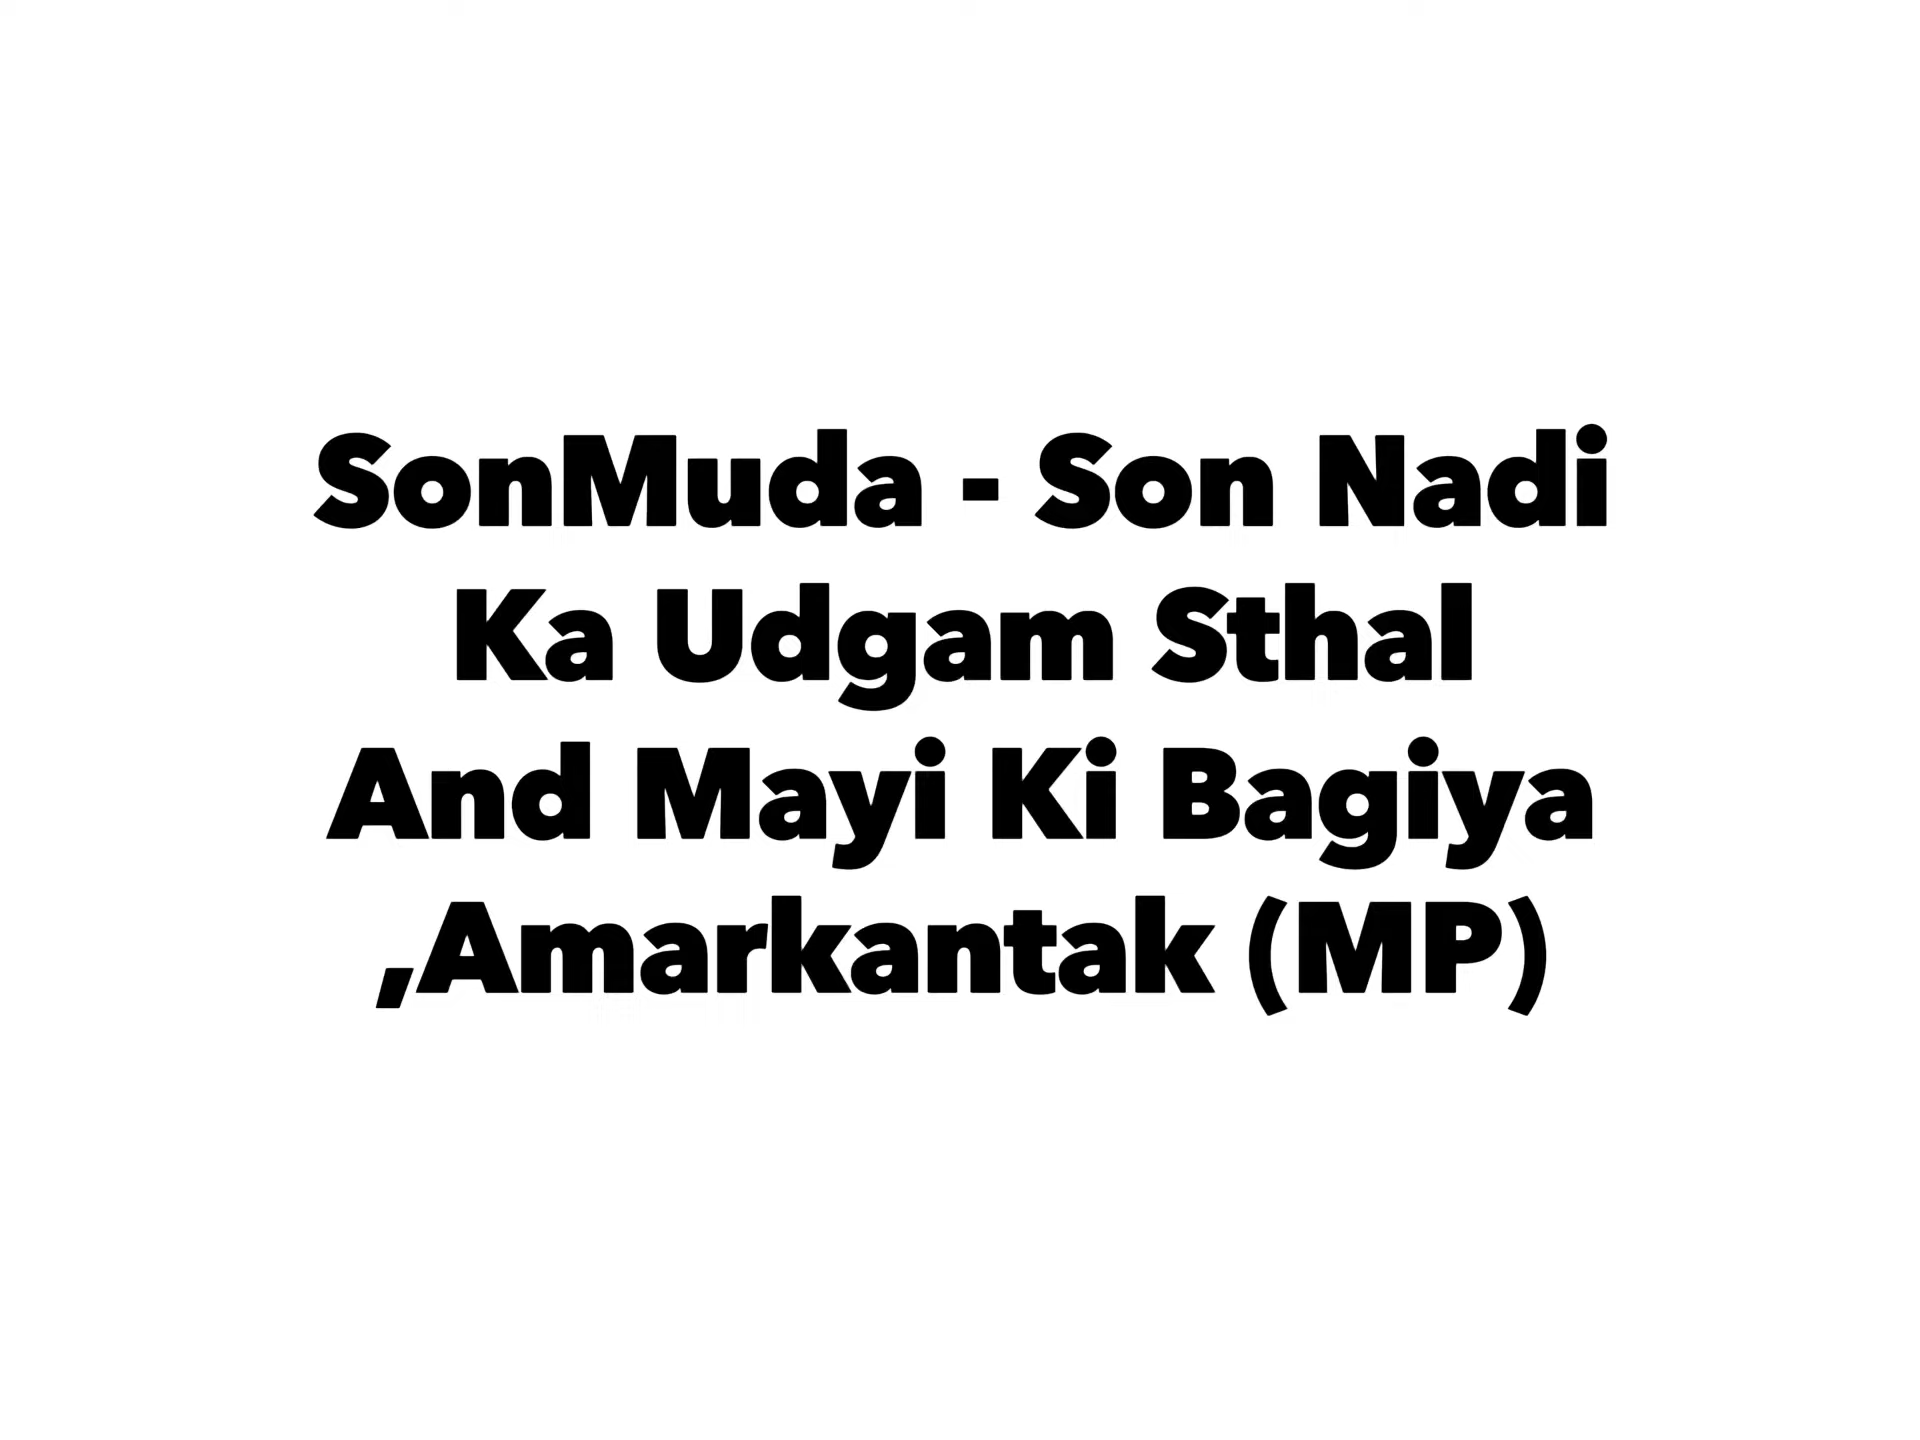 SonMuda - Son Nadi
Ka Udgam Sthal
And Mayi Ki Bagiya
,Amarkantak (MP)